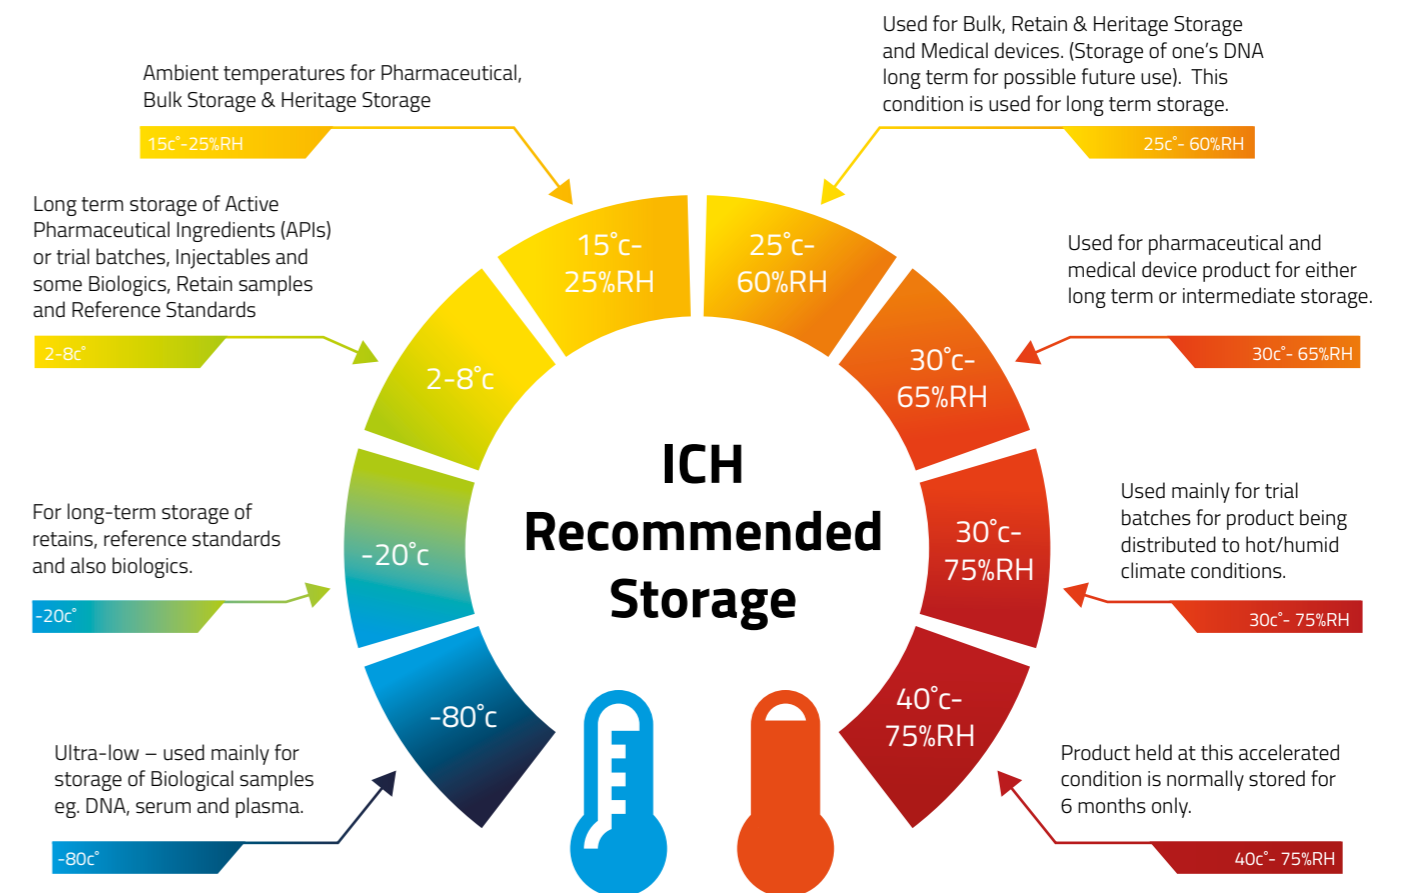 Ambient temperatures for Pharmaceutical,
Bulk Storage & Heritage Storage
15c°-25%RH
Used for Bulk, Retain & Heritage Storage
and Medical devices. (Storage of one's DNA
long term for possible future use). This
condition is used for long term storage.
25c°- 60%RH
Long term storage of Active
Pharmaceutical Ingredients (APIs)
or trial batches, Injectables and
some Biologics, Retain samples
and Reference Standards
2-8c°
Used for pharmaceutical and
medical device product for either
long term or intermediate storage.
30c°- 65%RH
For long-term storage of
retains, reference standards
and also biologics.
-20c°
Used mainly for trial
batches for product being
distributed to hot/humid
climate conditions.
30c°- 75%RH
Ultra-low – used mainly for
storage of Biological samples
eg. DNA, serum and plasma.
-80c°
Product held at this accelerated
condition is normally stored for
6 months only.
40c°- 75%RH
-80°c
-20°c
2-8°c
15°c-
25%RH
25°c-
60%RH
30°c-
65%RH
30°c-
75%RH
40°c-
75%RH
ICH
Recommended
Storage